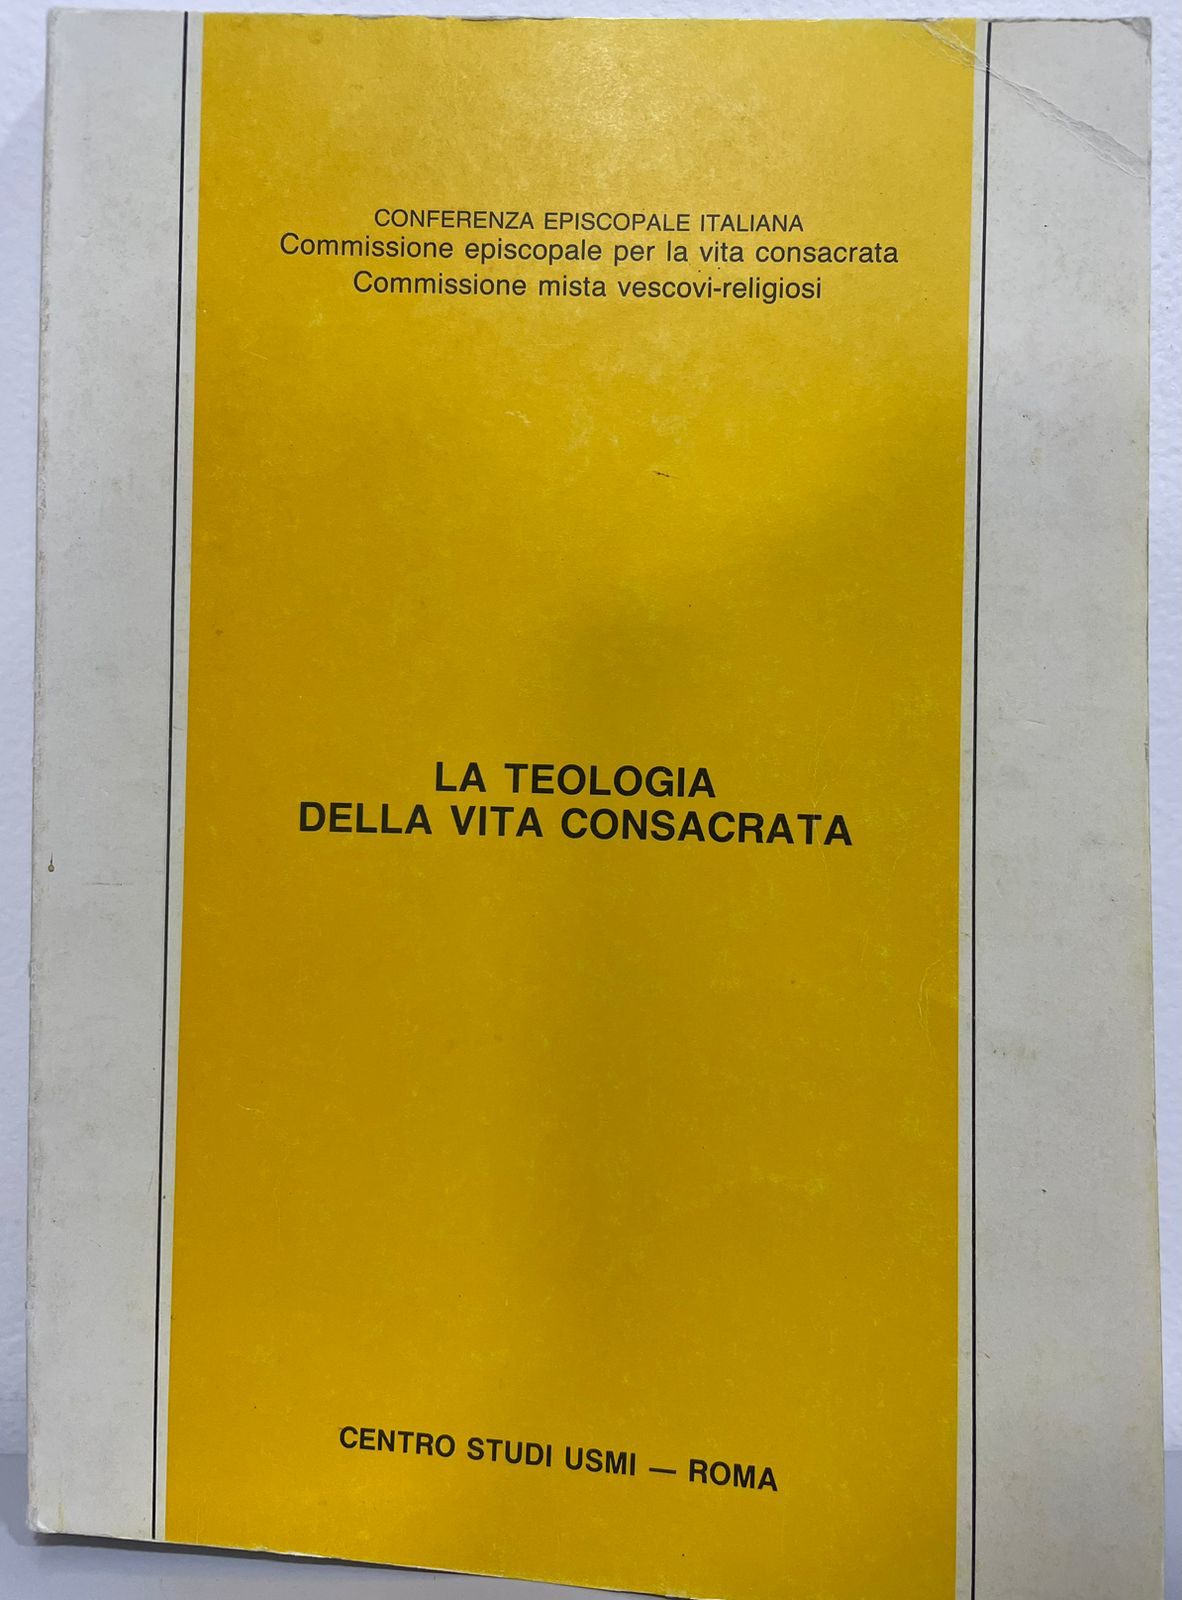 CONFERENZA EPISCOPALE ITALIANA
Commissione episcopale per la vita consacrata
Commissione mista vescovi-religiosi
LA TEOLOGIA
DELLA VITA CONSACRATA
CENTRO STUDI USMI — ROMA